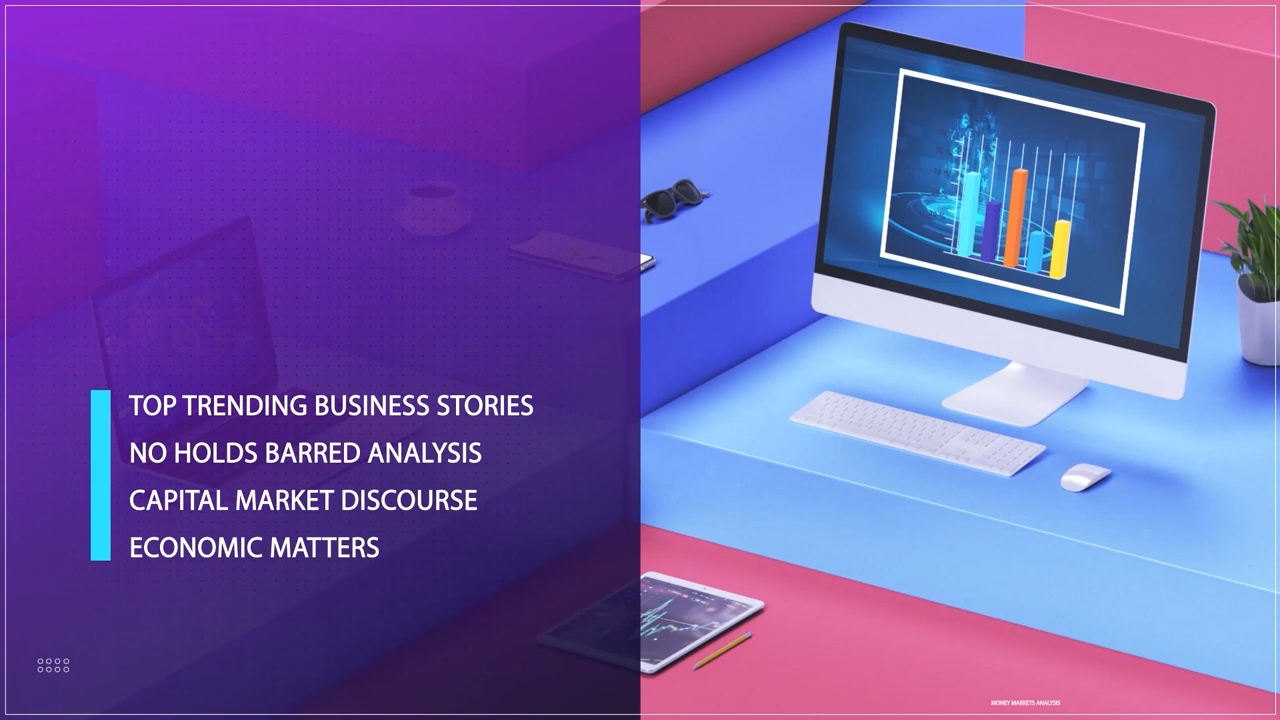 TOP TRENDING BUSINESS STORIES
NO HOLDS BARRED ANALYSIS
CAPITAL MARKET DISCOURSE
ECONOMIC MATTERS
MONEY MARKETS ANALYSIS